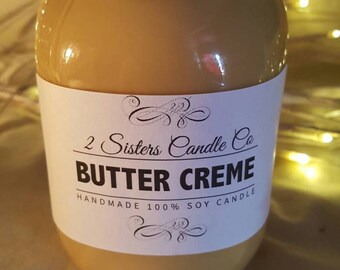 2 Sisters Candle Co
BUTTER CREME
HANDMADE 100% SOY CANDLE